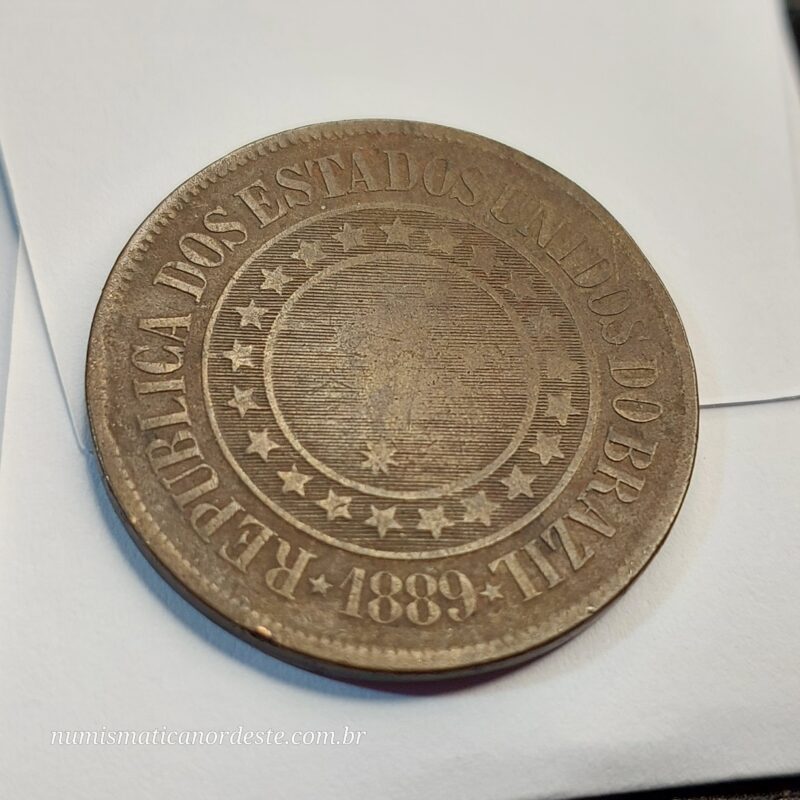 REPUBLICA DOS ESTADOS UNIDOS DO BRAZIL
★ 1889 ★
numismaticanordeste.com.br